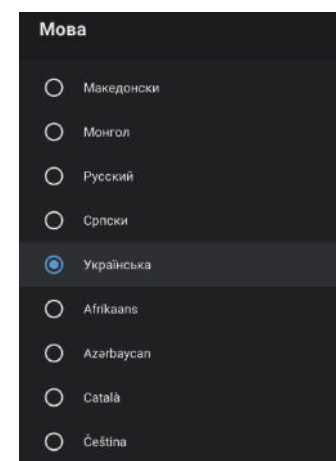 Мова
Македонски
Монгол
Русский
Српски
Українська
Afrikaans
Azərbaycan
Català
Čeština